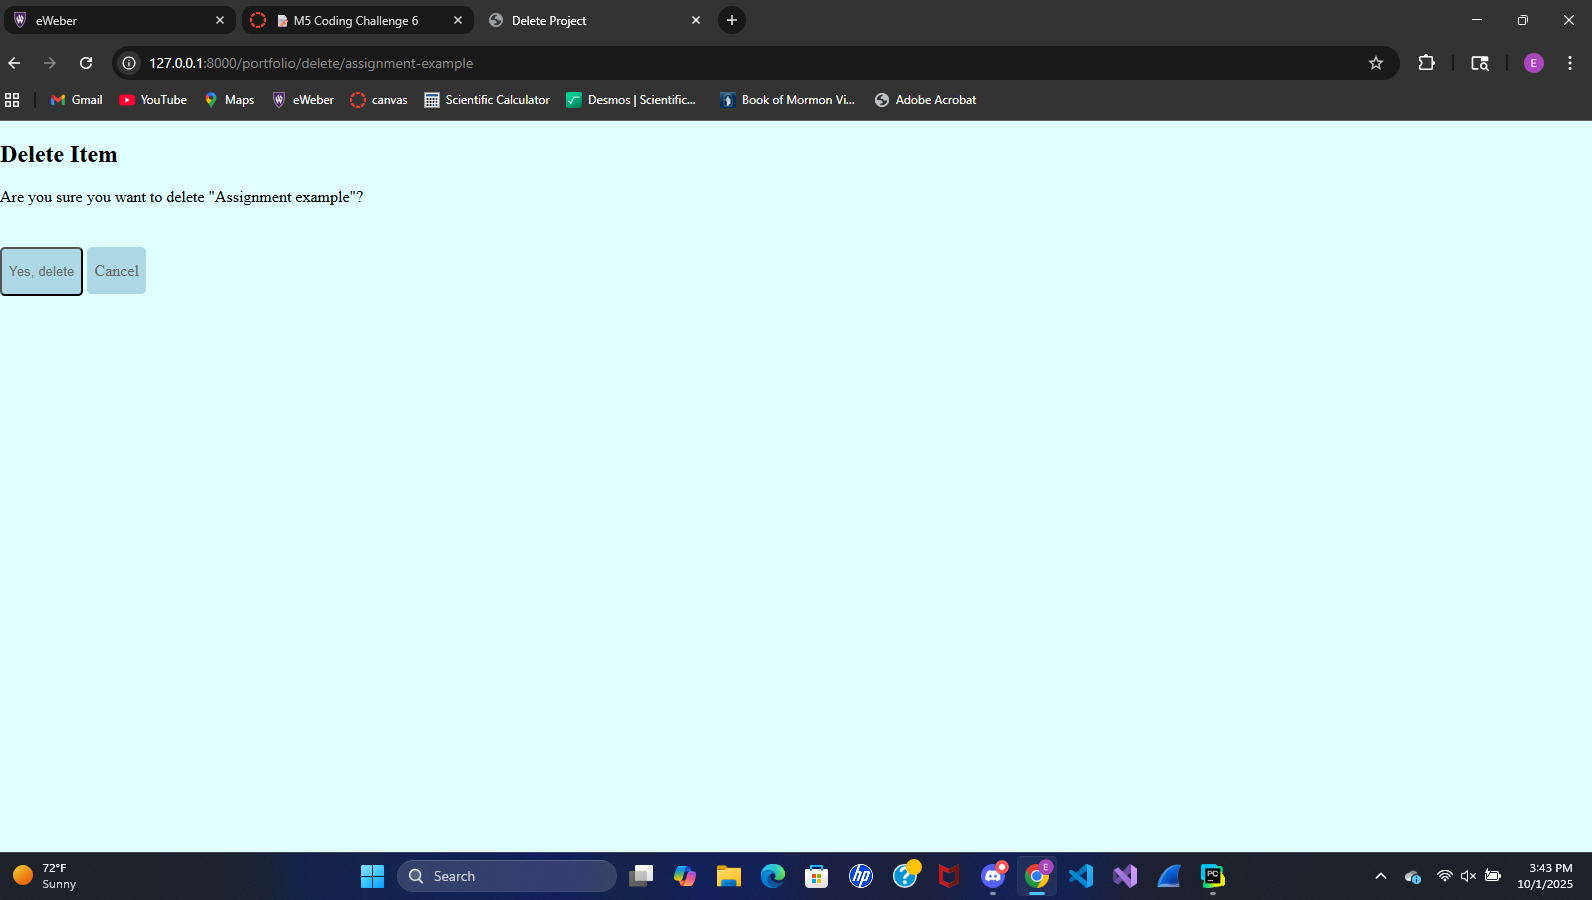 eWeber
M5 Coding Challenge 6
Delete Project
127.0.0.1:8000/portfolio/delete/assignment-example
E
Gmail
YouTube
Maps
eWeber
canvas
Scientific Calculator
Desmos | Scientific...
Book of Mormon Vi...
Adobe Acrobat
Delete Item
Are you sure you want to delete "Assignment example"?
Yes, delete
Cancel
72°F
Sunny
Search
hp
E
PC
3:43 PM
10/1/2025